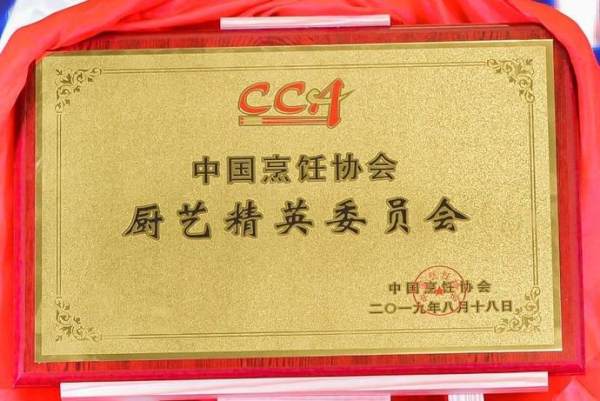 CCA
中国烹饪协会
厨艺精英委员会
中国烹饪协会
二〇一九年八月十八日